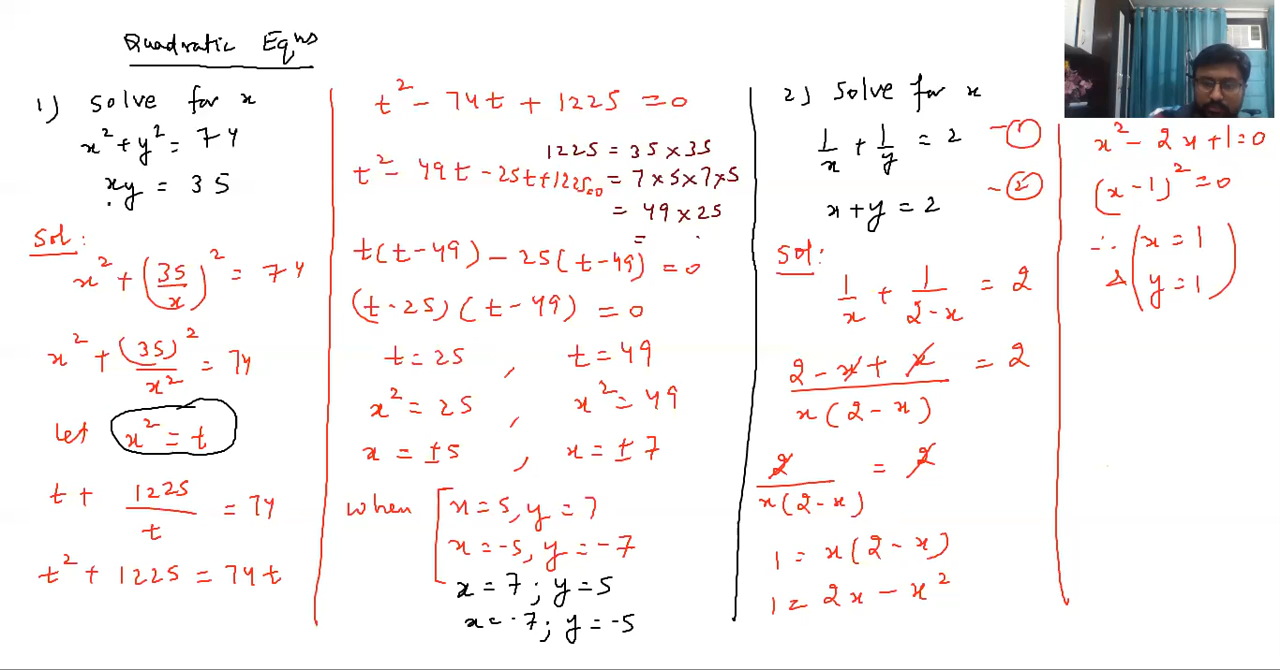 Quadratic Eqns
1) Solve for x
x² + y² = 74
xy = 35
Sol:
x² + (35/x)² = 74
x² + (35)²/x² = 74
let x² = t
t + 1225/t = 74
t² + 1225 = 74t
t² - 74t + 1225 = 0
1225 = 35 × 35
= 7×5×7×5
= 49 × 25
=
t² - 49t - 25t + 1225 = 0
t(t-49) - 25(t-49) = 0
(t-25) (t-49) = 0
t = 25 , t = 49
x² = 25 , x² = 49
x = ±5 , x = ±7
when x = 5, y = 7
x = -5, y = -7
x = 7 ; y = 5
x = -7 ; y = -5
2) Solve for x
1/x + 1/y = 2 -①
x + y = 2 -②
Sol:
1/x + 1/(2-x) = 2
(2 - x + x)/(x(2-x)) = 2
2/(x(2-x)) = 2
1 = x(2-x)
1 = 2x - x²
x² - 2x + 1 = 0
(x-1)² = 0
∴ (x = 1
& y = 1)